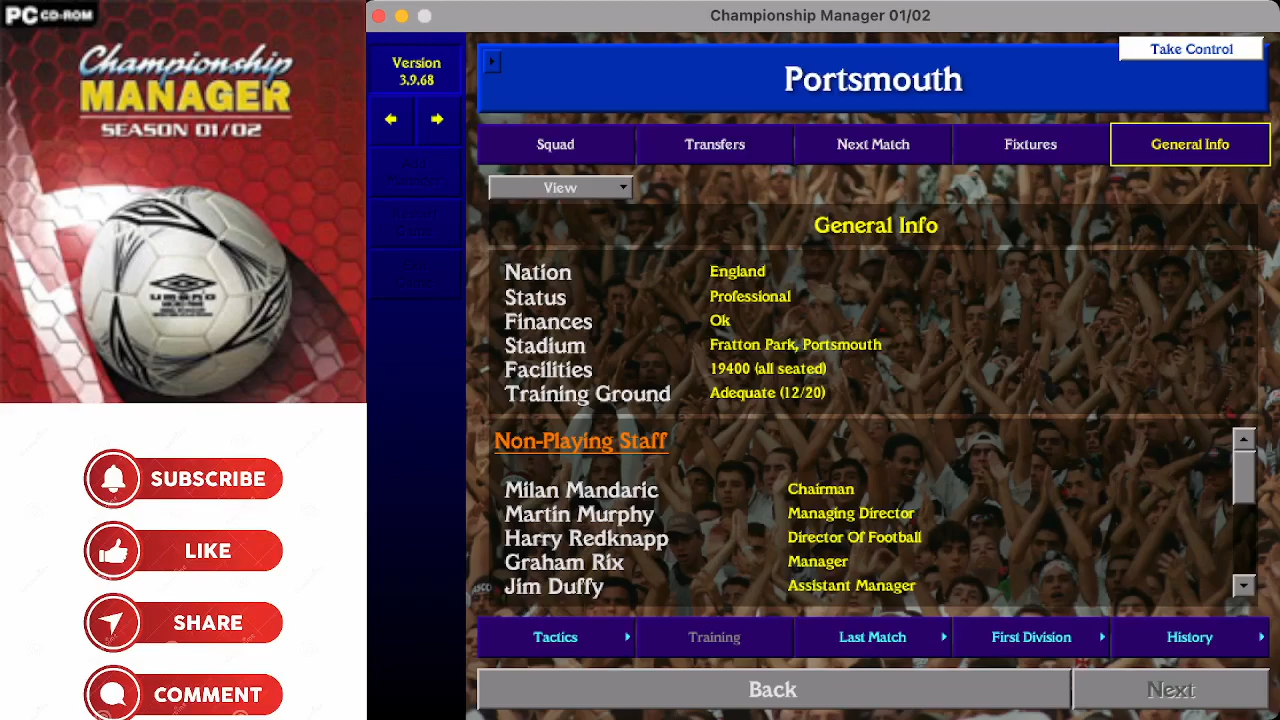 PC CD-ROM
Championship
MANAGER
SEASON 01/02
UMBRO
SUBSCRIBE
LIKE
SHARE
COMMENT
Championship Manager 01/02
Version
3.9.68
Take Control
Portsmouth
Squad
Transfers
Next Match
Fixtures
General Info
View
General Info
Nation England
Status Professional
Finances Ok
Stadium Fratton Park, Portsmouth
Facilities 19400 (all seated)
Training Ground Adequate (12/20)
Non-Playing Staff
Milan Mandaric Chairman
Martin Murphy Managing Director
Harry Redknapp Director Of Football
Graham Rix Manager
Jim Duffy Assistant Manager
Tactics
Training
Last Match
First Division
History
Back
Next